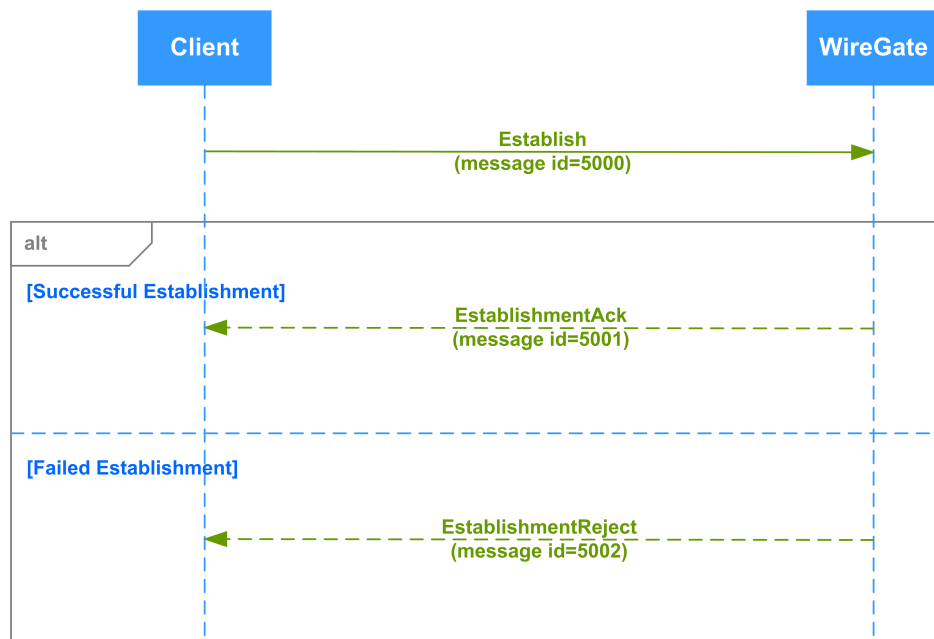 Client
WireGate
Establish
(message id=5000)
alt
[Successful Establishment]
EstablishmentAck
(message id=5001)
[Failed Establishment]
EstablishmentReject
(message id=5002)